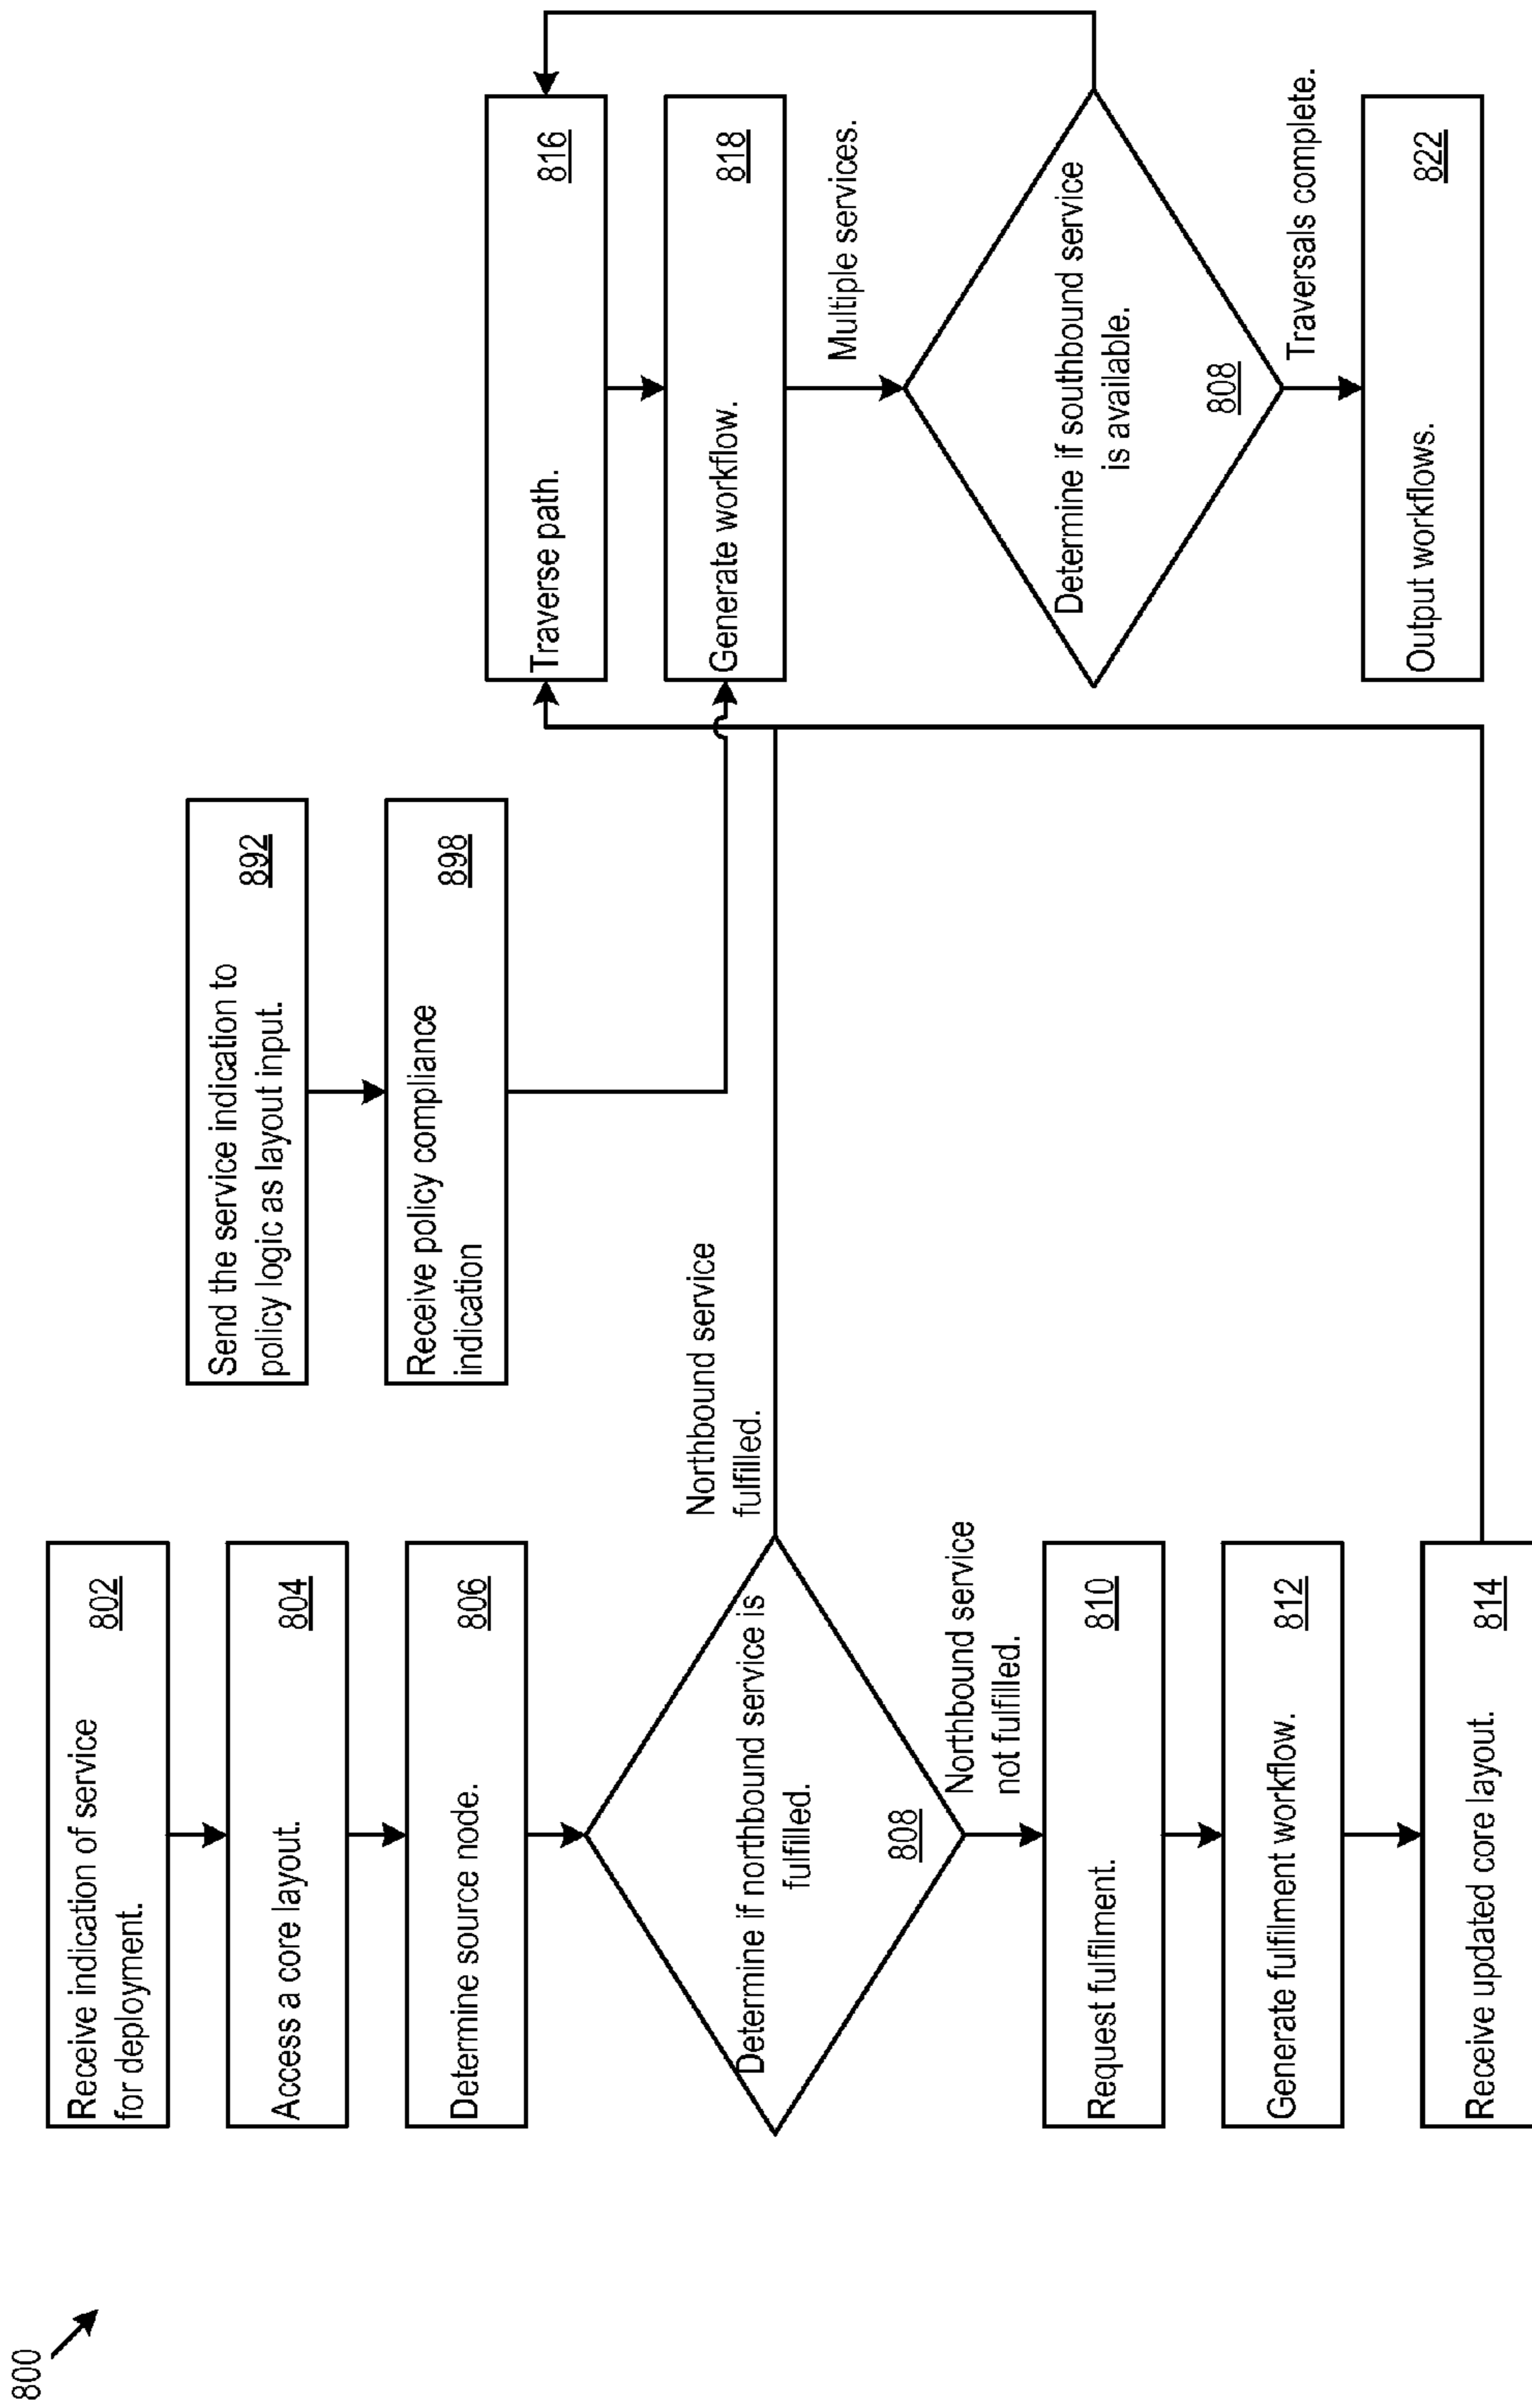 800
Receive indication of service
for deployment.
802
Access a core layout.
804
Determine source node.
806
Determine if northbound service is
fulfilled.
808
Northbound service
fulfilled.
Northbound service
not fulfilled.
Request fulfilment.
810
Generate fulfilment workflow.
812
Receive updated core layout.
814
Send the service indication to
policy logic as layout input.
892
Receive policy compliance
indication
898
Traverse path.
816
Generate workflow.
818
Multiple services.
Determine if southbound service
is available.
808
Traversals complete.
Output workflows.
822